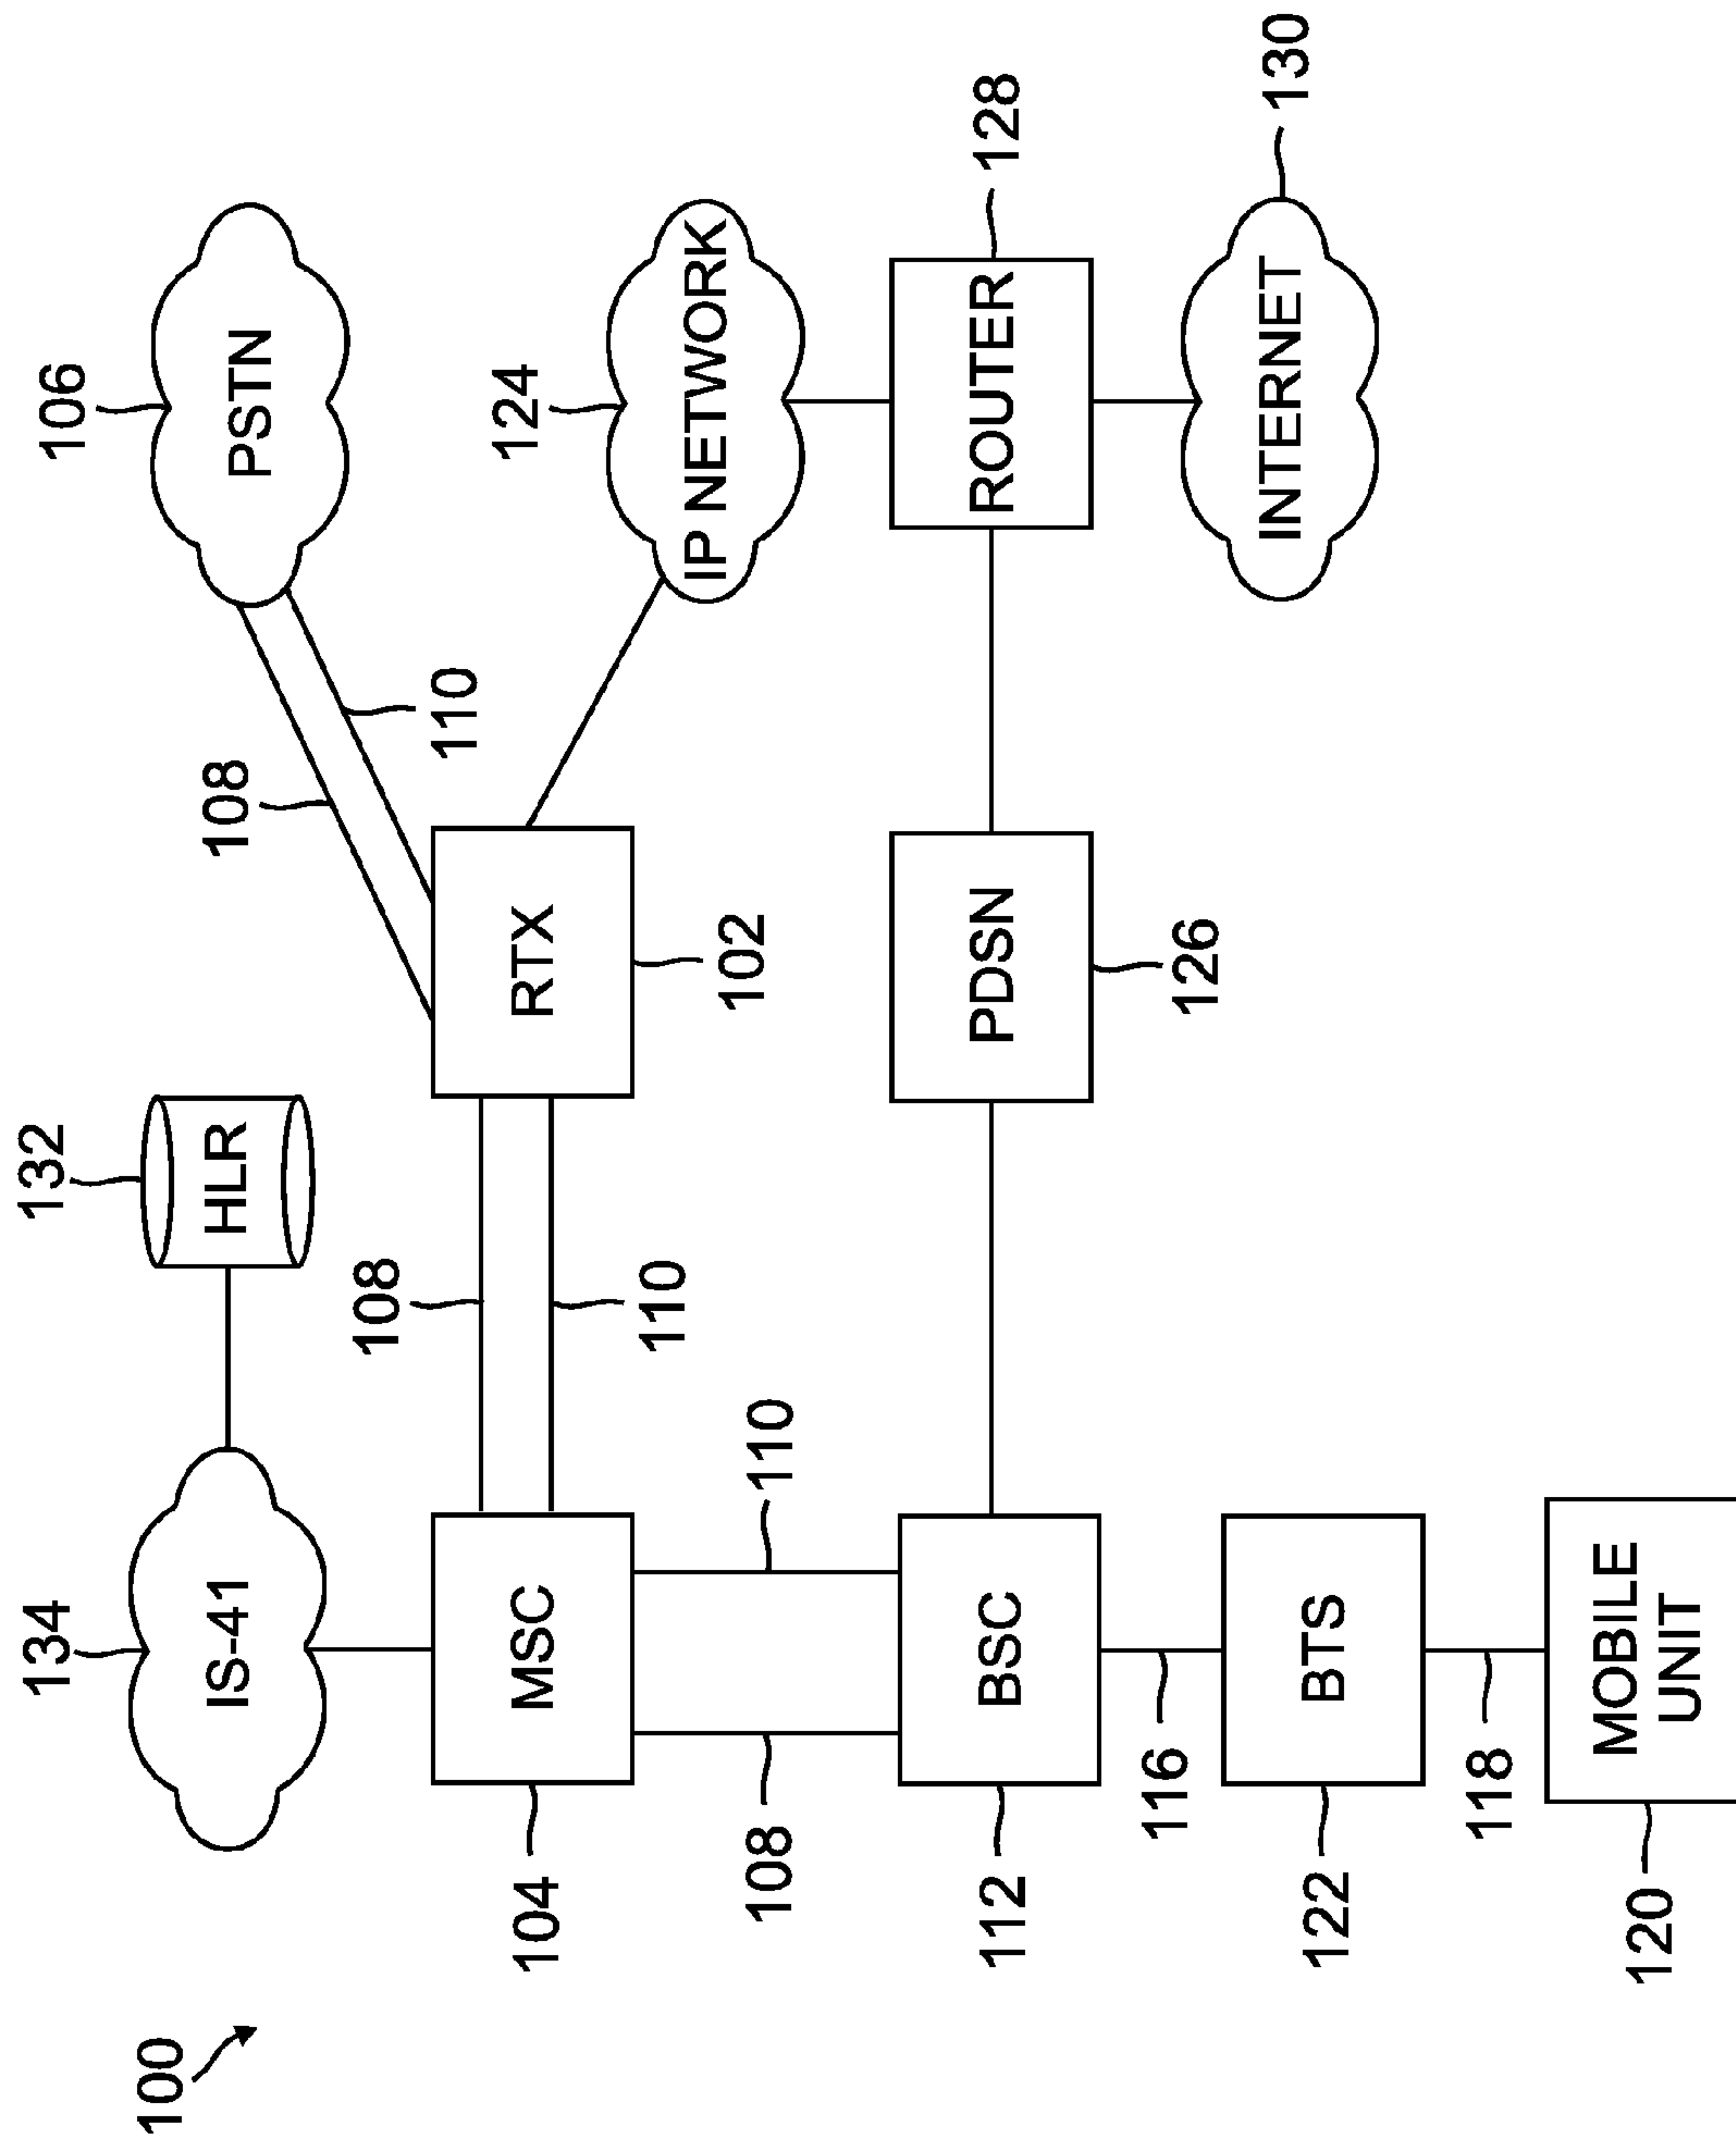 134
IS-41
132
HLR
106
PSTN
108
110
108
110
124
IP NETWORK
104
MSC
RTX
102
108
110
112
BSC
PDSN
126
ROUTER
128
116
122
BTS
INTERNET
130
118
120
MOBILE
UNIT
100